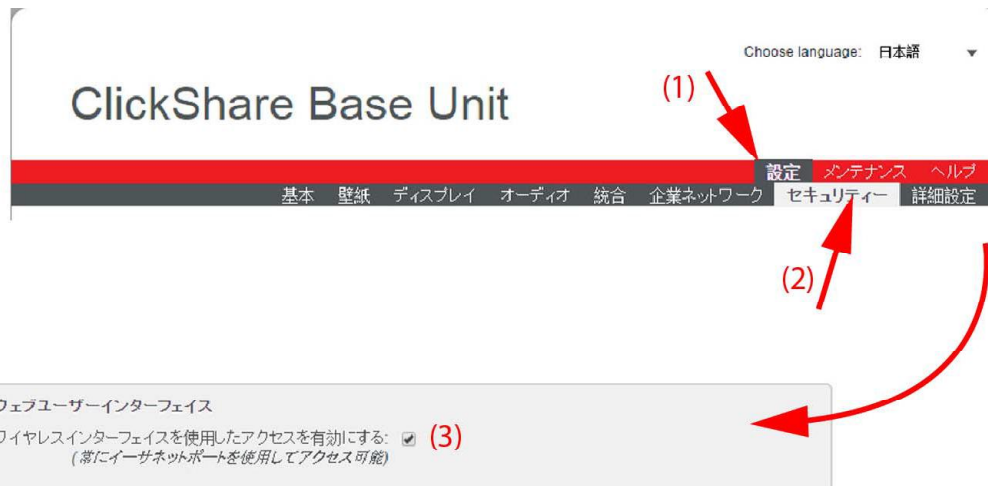 Choose language: 日本語
ClickShare Base Unit
(1)
設定 メンテナンス ヘルプ
基本 壁紙 ディスプレイ オーディオ 統合 企業ネットワーク セキュリティー 詳細設定
(2)
ウェブユーザーインターフェイス
ワイヤレスインターフェイスを使用したアクセスを有効にする: (3)
(常にイーサネットポートを使用してアクセス可能)